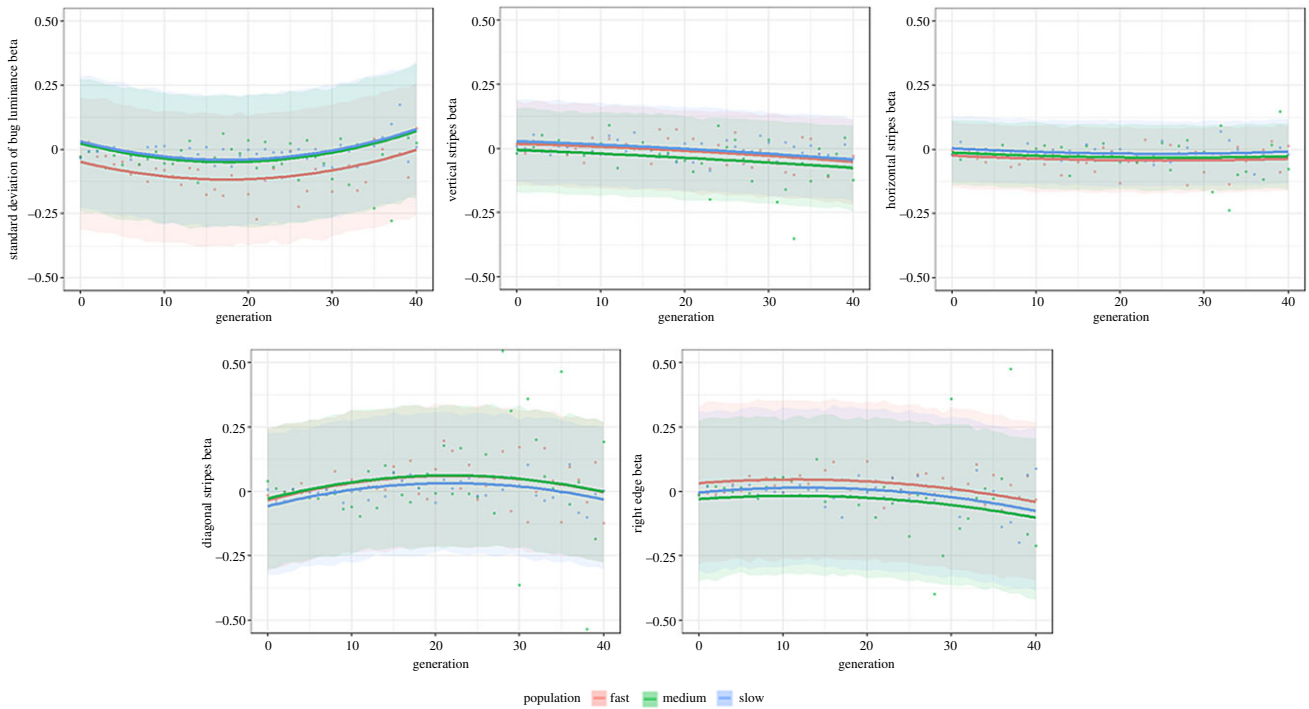 standard deviation of bug luminance beta
0.50
0.25
0
–0.25
–0.50
0 10 20 30 40
generation
vertical stripes beta
0.50
0.25
0
–0.25
–0.50
0 10 20 30 40
generation
horizontal stripes beta
0.50
0.25
0
–0.25
–0.50
0 10 20 30 40
generation
diagonal stripes beta
0.50
0.25
0
–0.25
–0.50
0 10 20 30 40
generation
right edge beta
0.50
0.25
0
–0.25
–0.50
0 10 20 30 40
generation
population fast medium slow